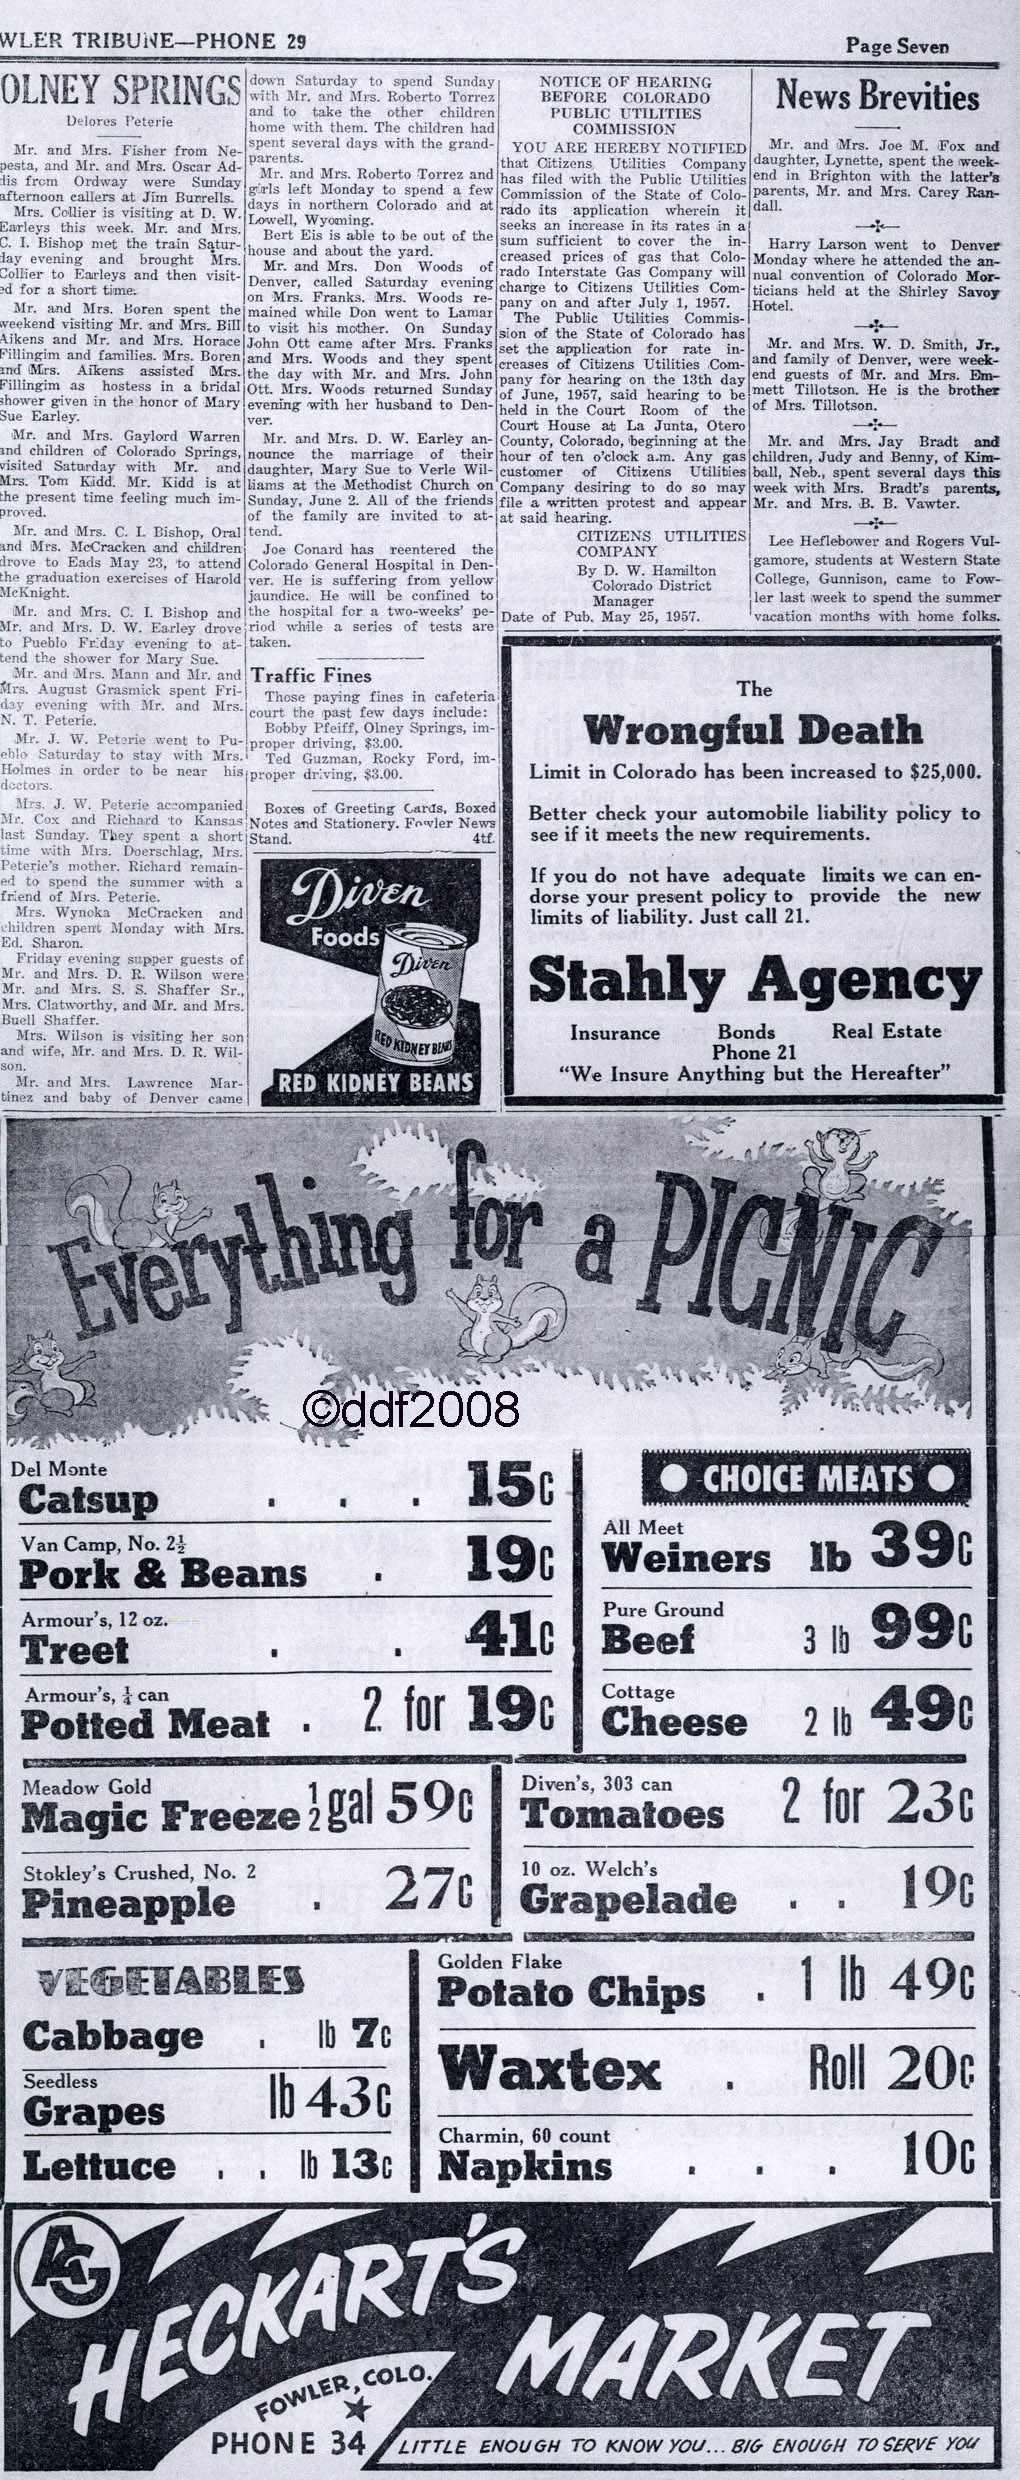 WLER TRIBUNE—PHONE 29
Page Seven
OLNEY SPRINGS
Delores Peterie
Mr. and Mrs. Fisher from Ne-
pesta, and Mr. and Mrs. Oscar Ad-
dis from Ordway were Sunday
afternoon callers at Jim Burrells.
Mrs. Collier is visiting at D. W.
Earleys this week. Mr. and Mrs.
C. I. Bishop met the train Satur-
day evening and brought Mrs.
Collier to Earleys and then visit-
ed for a short time.
Mr. and Mrs. Boren spent the
weekend visiting Mr. and Mrs. Bill
Aikens and Mr. and Mrs. Horace
Fillingim and families. Mrs. Boren
and Mrs. Aikens assisted Mrs.
Fillingim as hostess in a bridal
shower given in the honor of Mary
Sue Earley.
Mr. and Mrs. Gaylord Warren
and children of Colorado Springs,
visited Saturday with Mr. and
Mrs. Tom Kidd. Mr. Kidd is at
the present time feeling much im-
proved.
Mr. and Mrs. C. I. Bishop, Oral
and Mrs. McCracken and children
drove to Eads May 23, to attend
the graduation exercises of Harold
McKnight.
Mr. and Mrs. C. I. Bishop and
Mr. and Mrs. D. W. Earley drove
to Pueblo Friday evening to at-
tend the shower for Mary Sue.
Mr. and Mrs. Mann and Mr. and
Mrs. August Grasmick spent Fri-
day evening with Mr. and Mrs.
N. T. Peterie.
Mr. J. W. Peterie went to Pu-
eblo Saturday to stay with Mrs.
Holmes in order to be near his
doctors.
Mrs. J. W. Peterie accompanied
Mr. Cox and Richard to Kansas
last Sunday. They spent a short
time with Mrs. Doerschlag, Mrs.
Peterie's mother. Richard remain-
ed to spend the summer with a
friend of Mrs. Peterie.
Mrs. Wynoka McCracken and
children spent Monday with Mrs.
Ed. Sharon.
Friday evening supper guests of
Mr. and Mrs. D. R. Wilson were
Mr. and Mrs. S. S. Shaffer Sr.,
Mrs. Clatworthy, and Mr. and Mrs.
Buell Shaffer.
Mrs. Wilson is visiting her son
and wife, Mr. and Mrs. D. R. Wil-
son.
Mr. and Mrs. Lawrence Mar-
tinez and baby of Denver came
down Saturday to spend Sunday
with Mr. and Mrs. Roberto Torrez
and to take the other children
home with them. The children had
spent several days with the grand-
parents.
Mr. and Mrs. Roberto Torrez and
girls left Monday to spend a few
days in northern Colorado and at
Lowell, Wyoming.
Bert Eis is able to be out of the
house and about the yard.
Mr. and Mrs. Don Woods of
Denver, called Saturday evening
on Mrs. Franks. Mrs. Woods re-
mained while Don went to Lamar
to visit his mother. On Sunday
John Ott came after Mrs. Franks
and Mrs. Woods and they spent
the day with Mr. and Mrs. John
Ott. Mrs. Woods returned Sunday
evening with her husband to Den-
ver.
Mr. and Mrs. D. W. Earley an-
nounce the marriage of their
daughter, Mary Sue to Verle Wil-
liams at the Methodist Church on
Sunday, June 2. All of the friends
of the family are invited to at-
tend.
Joe Conard has reentered the
Colorado General Hospital in Den-
ver. He is suffering from yellow
jaundice. He will be confined to
the hospital for a two-weeks' pe-
riod while a series of tests are
taken.
Traffic Fines
Those paying fines in cafeteria
court the past few days include:
Bobby Pfeiff, Olney Springs, im-
proper driving, $3.00.
Ted Guzman, Rocky Ford, im-
proper driving, $3.00.
Boxes of Greeting Cards, Boxed
Notes and Stationery. Fowler News
Stand. 4tf.
Diven
Foods
Diven
RED KIDNEY BEANS
RED KIDNEY BEANS
NOTICE OF HEARING
BEFORE COLORADO
PUBLIC UTILITIES
COMMISSION
YOU ARE HEREBY NOTIFIED
that Citizens Utilities Company
has filed with the Public Utilities
Commission of the State of Colo-
rado its application wherein it
seeks an increase in its rates in a
sum sufficient to cover the in-
creased prices of gas that Colo-
rado Interstate Gas Company will
charge to Citizens Utilities Com-
pany on and after July 1, 1957.
The Public Utilities Commis-
sion of the State of Colorado has
set the application for rate in-
creases of Citizens Utilities Com-
pany for hearing on the 13th day
of June, 1957, said hearing to be
held in the Court Room of the
Court House at La Junta, Otero
County, Colorado, beginning at the
hour of ten o'clock a.m. Any gas
customer of Citizens Utilities
Company desiring to do so may
file a written protest and appear
at said hearing.
CITIZENS UTILITIES
COMPANY
By D. W. Hamilton
Colorado District
Manager
Date of Pub. May 25, 1957.
News Brevities
Mr. and Mrs. Joe M. Fox and
daughter, Lynette, spent the week-
end in Brighton with the latter's
parents, Mr. and Mrs. Carey Ran-
dall.
Harry Larson went to Denver
Monday where he attended the an-
nual convention of Colorado Mor-
ticians held at the Shirley Savoy
Hotel.
Mr. and Mrs. W. D. Smith, Jr.,
and family of Denver, were week-
end guests of Mr. and Mrs. Em-
mett Tillotson. He is the brother
of Mrs. Tillotson.
Mr. and Mrs. Jay Bradt and
children, Judy and Benny, of Kim-
ball, Neb., spent several days this
week with Mrs. Bradt's parents,
Mr. and Mrs. B. B. Vawter.
Lee Heflebower and Rogers Vul-
gamore, students at Western State
College, Gunnison, came to Fow-
ler last week to spend the summer
vacation months with home folks.
The
Wrongful Death
Limit in Colorado has been increased to $25,000.
Better check your automobile liability policy to
see if it meets the new requirements.
If you do not have adequate limits we can en-
dorse your present policy to provide the new
limits of liability. Just call 21.
Stahly Agency
Insurance Bonds Real Estate
Phone 21
"We Insure Anything but the Hereafter"
Everything for a PICNIC
©ddf2008
Del Monte
Catsup . . . 15c
Van Camp, No. 2½
Pork & Beans . 19c
Armour's, 12 oz.
Treet . . 41c
Armour's, ¼ can
Potted Meat . 2 for 19c
CHOICE MEATS
All Meet
Weiners lb 39c
Pure Ground
Beef 3 lb 99c
Cottage
Cheese 2 lb 49c
Meadow Gold
Magic Freeze ½ gal 59c
Stokley's Crushed, No. 2
Pineapple . 27c
Diven's, 303 can
Tomatoes 2 for 23c
10 oz. Welch's
Grapelade . . 19c
VEGETABLES
Cabbage . lb 7c
Seedless
Grapes lb 43c
Lettuce . . lb 13c
Golden Flake
Potato Chips . 1 lb 49c
Waxtex . Roll 20c
Charmin, 60 count
Napkins . . . 10c
AG
HECKART'S
MARKET
FOWLER, COLO.
PHONE 34
LITTLE ENOUGH TO KNOW YOU... BIG ENOUGH TO SERVE YOU